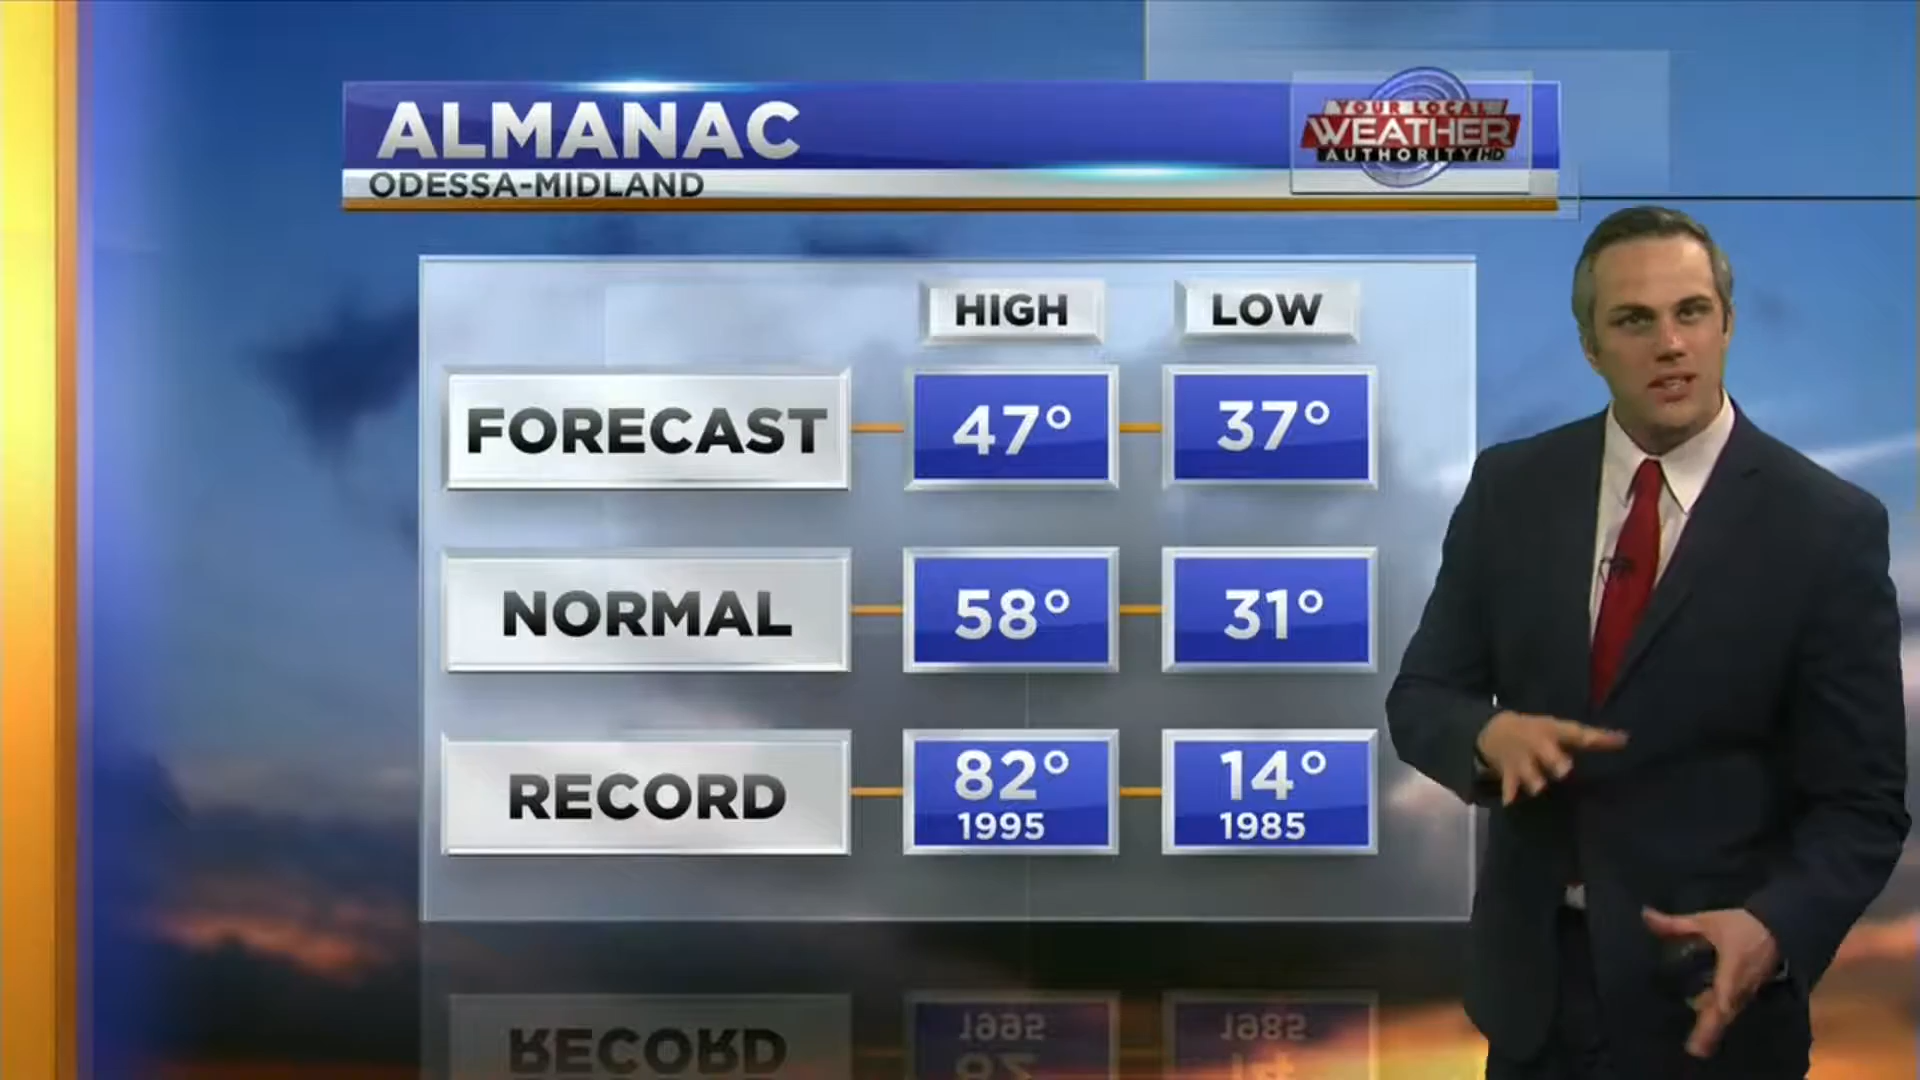 ALMANAC
ODESSA-MIDLAND
YOUR LOCAL
WEATHER
AUTHORITY HD
HIGH LOW
FORECAST 47° 37°
NORMAL 58° 31°
RECORD 82° 14°
1995 1985